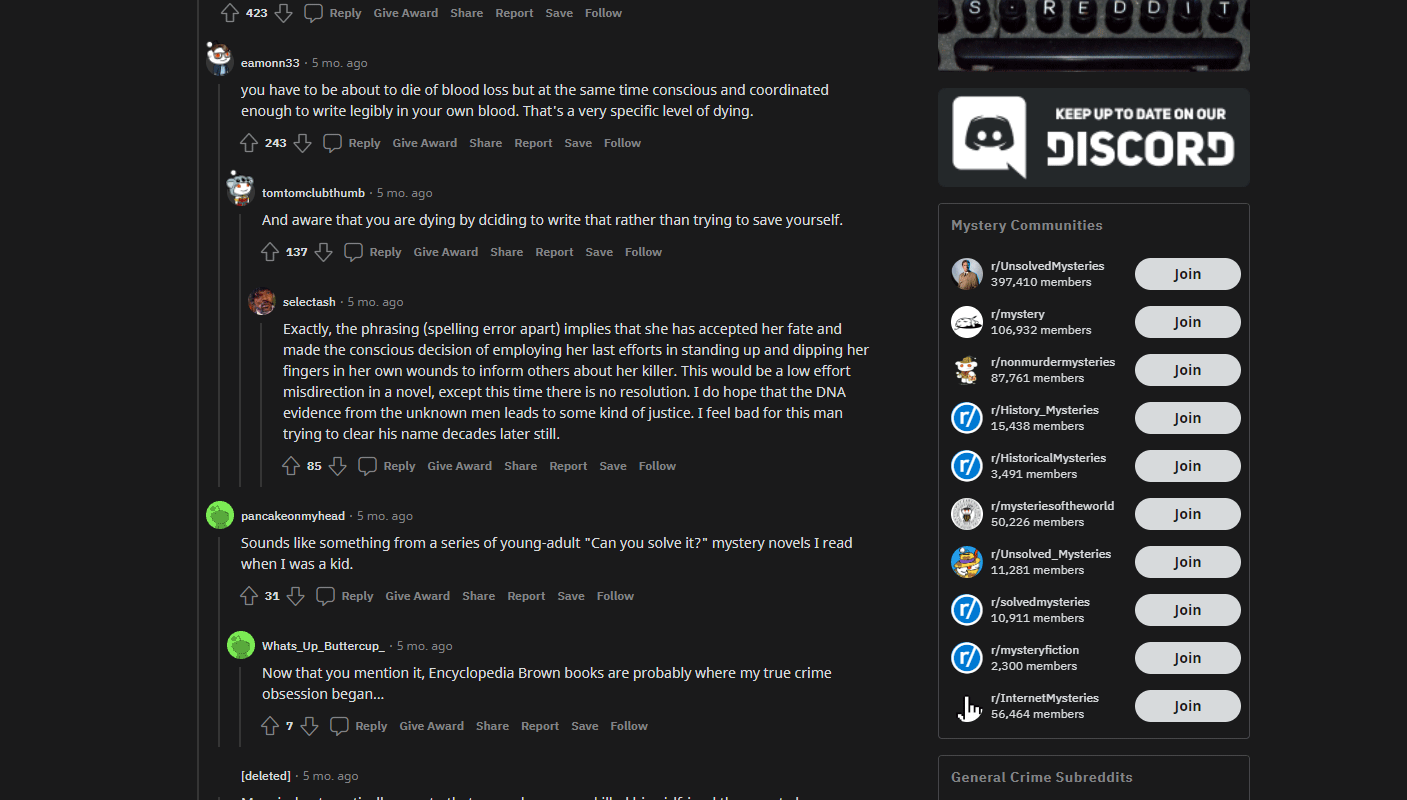 423 Reply Give Award Share Report Save Follow
eamonn33 · 5 mo. ago
you have to be about to die of blood loss but at the same time conscious and coordinated
enough to write legibly in your own blood. That's a very specific level of dying.
243 Reply Give Award Share Report Save Follow
tomtomclubthumb · 5 mo. ago
And aware that you are dying by dciding to write that rather than trying to save yourself.
137 Reply Give Award Share Report Save Follow
selectash · 5 mo. ago
Exactly, the phrasing (spelling error apart) implies that she has accepted her fate and
made the conscious decision of employing her last efforts in standing up and dipping her
fingers in her own wounds to inform others about her killer. This would be a low effort
misdirection in a novel, except this time there is no resolution. I do hope that the DNA
evidence from the unknown men leads to some kind of justice. I feel bad for this man
trying to clear his name decades later still.
85 Reply Give Award Share Report Save Follow
pancakeonmyhead · 5 mo. ago
Sounds like something from a series of young-adult "Can you solve it?" mystery novels I read
when I was a kid.
31 Reply Give Award Share Report Save Follow
Whats_Up_Buttercup_ · 5 mo. ago
Now that you mention it, Encyclopedia Brown books are probably where my true crime
obsession began...
7 Reply Give Award Share Report Save Follow
[deleted] · 5 mo. ago
S · REDDIT
KEEP UP TO DATE ON OUR
DISCORD
Mystery Communities
r/UnsolvedMysteries
397,410 members
Join
r/mystery
106,932 members
Join
r/nonmurdermysteries
87,761 members
Join
r/ r/History_Mysteries
15,438 members
Join
r/ r/HistoricalMysteries
3,491 members
Join
r/mysteriesoftheworld
50,226 members
Join
r/Unsolved_Mysteries
11,281 members
Join
r/ r/solvedmysteries
10,911 members
Join
r/ r/mysteryfiction
2,300 members
Join
r/InternetMysteries
56,464 members
Join
General Crime Subreddits